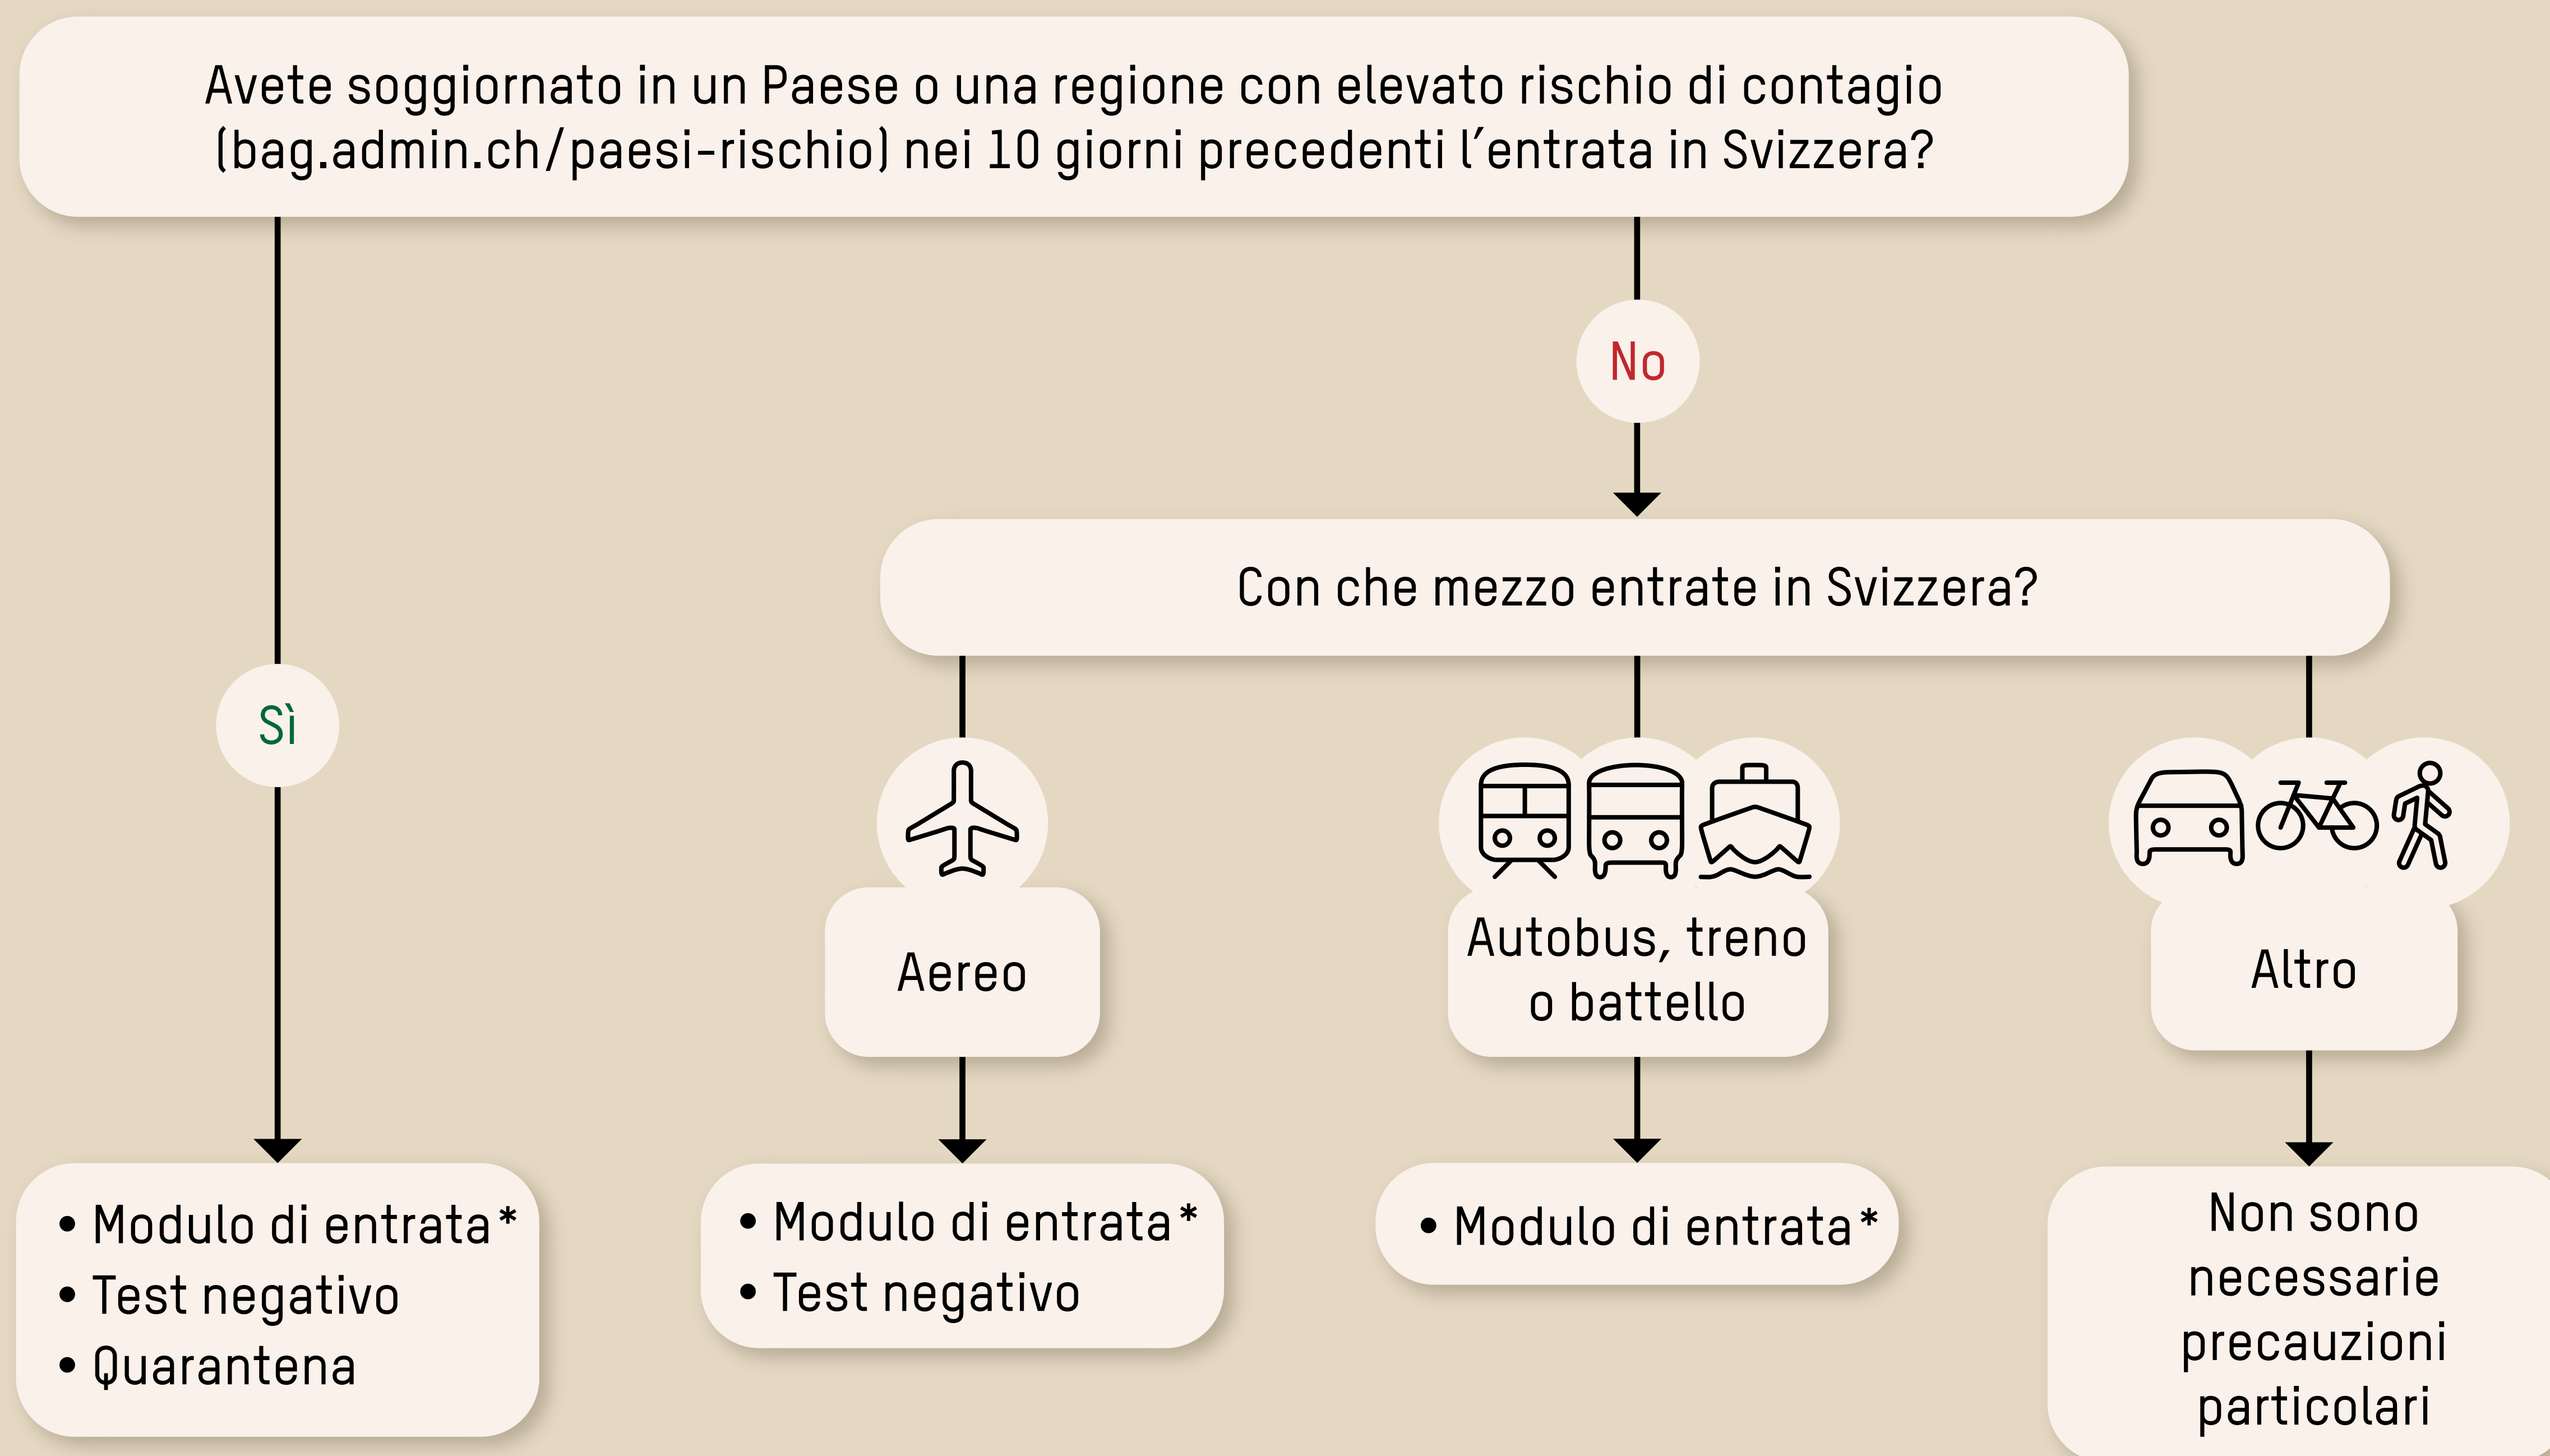 Avete soggiornato in un Paese o una regione con elevato rischio di contagio
(bag.admin.ch/paesi-rischio) nei 10 giorni precedenti l’entrata in Svizzera?
No
Con che mezzo entrate in Svizzera?
Sì
Aereo
Autobus, treno
o battello
Altro
• Modulo di entrata*
• Test negativo
• Quarantena
• Modulo di entrata*
• Test negativo
• Modulo di entrata*
Non sono
necessarie
precauzioni
particolari